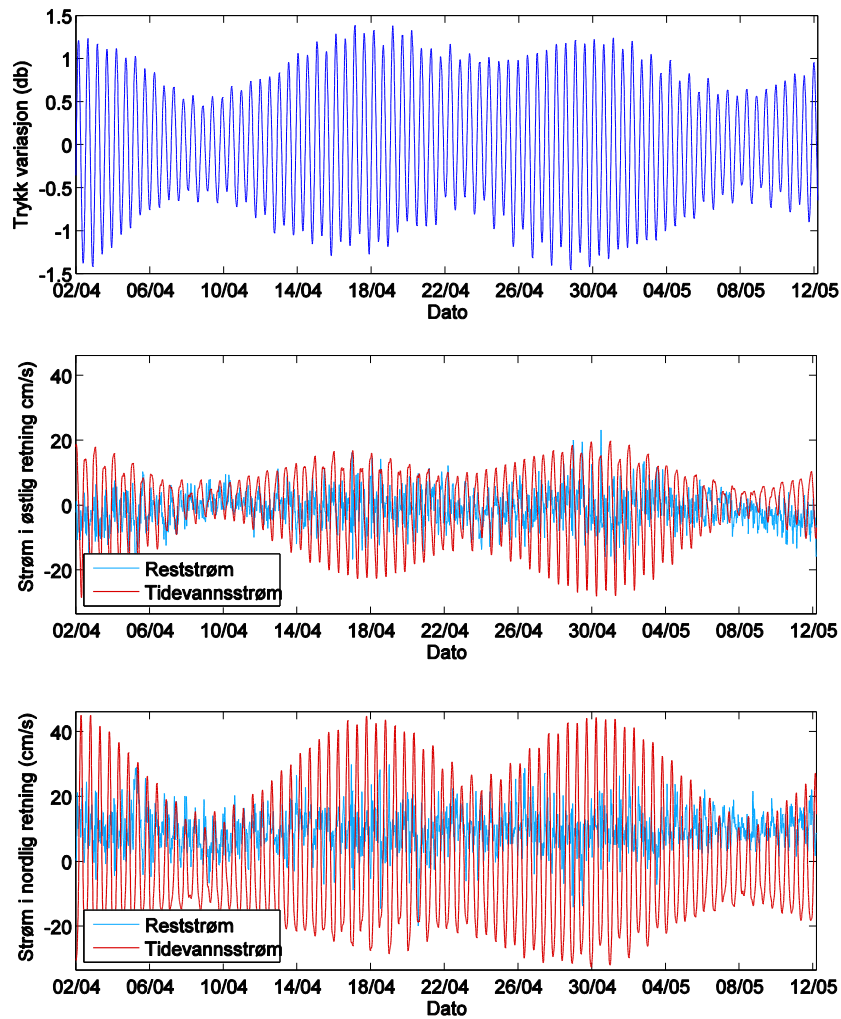 Trykk variasjon (db)
1.5
1
0.5
0
-0.5
-1
-1.5
02/04 06/04 10/04 14/04 18/04 22/04 26/04 30/04 04/05 08/05 12/05
Dato
Strøm i østlig retning cm/s
40
20
0
-20
Reststrøm
Tidevannsstrøm
02/04 06/04 10/04 14/04 18/04 22/04 26/04 30/04 04/05 08/05 12/05
Dato
Strøm i nordlig retning (cm/s)
40
20
0
-20
Reststrøm
Tidevannsstrøm
02/04 06/04 10/04 14/04 18/04 22/04 26/04 30/04 04/05 08/05 12/05
Dato